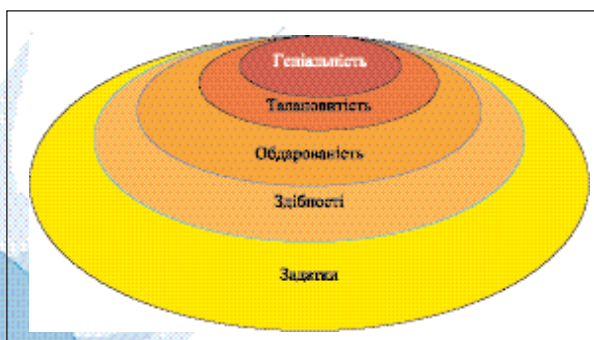 Геніальність
Талановитість
Обдарованість
Здібності
Задатки